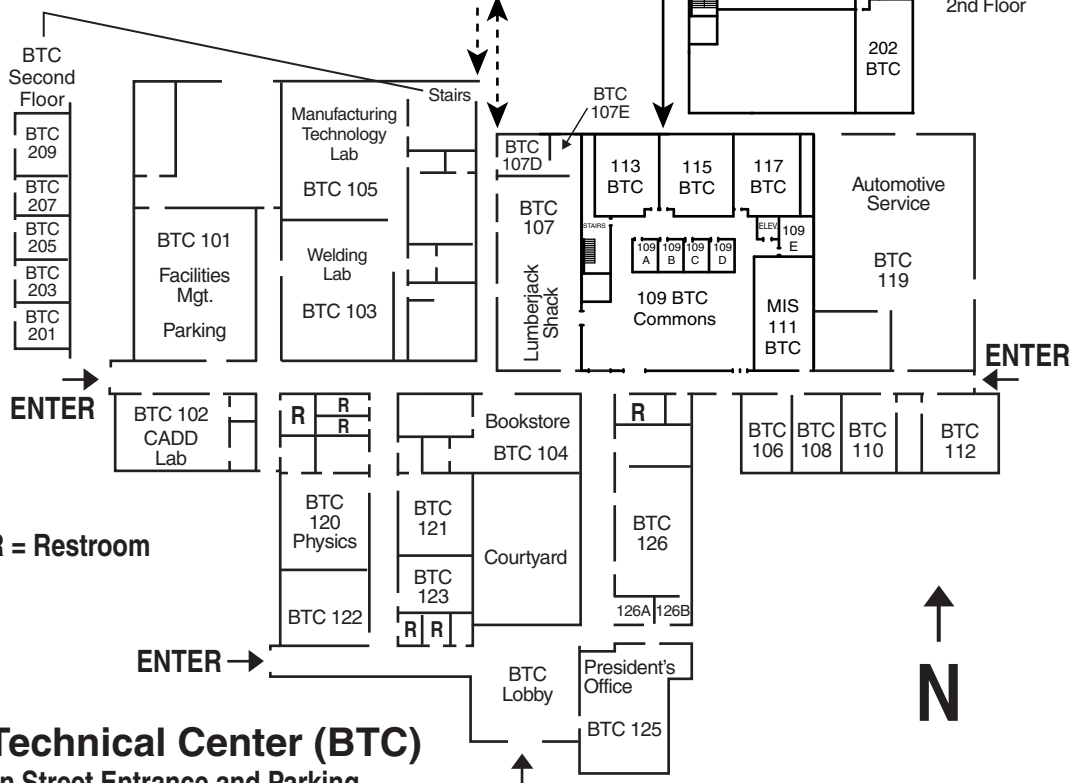 2nd Floor
202
BTC
BTC
Second
Floor
BTC
209
BTC
207
BTC
205
BTC
203
BTC
201
Stairs
Manufacturing
Technology
Lab
BTC 105
BTC 101
Facilities
Mgt.
Parking
Welding
Lab
BTC 103
BTC
107E
BTC
107D
BTC
107
Lumberjack
Shack
113
BTC
115
BTC
117
BTC
STAIRS
ELEV.
109
E
109
A
109
B
109
C
109
D
109 BTC
Commons
MIS
111
BTC
Automotive
Service
BTC
119
ENTER
ENTER
BTC 102
CADD
Lab
R
R
R
Bookstore
BTC 104
R
BTC
106
BTC
108
BTC
110
BTC
112
BTC
120
Physics
BTC
121
Courtyard
BTC
126
R = Restroom
BTC 122
BTC
123
R
R
126A
126B
ENTER
BTC
Lobby
President's
Office
BTC 125
N
Technical Center (BTC)
Street Entrance and Parking